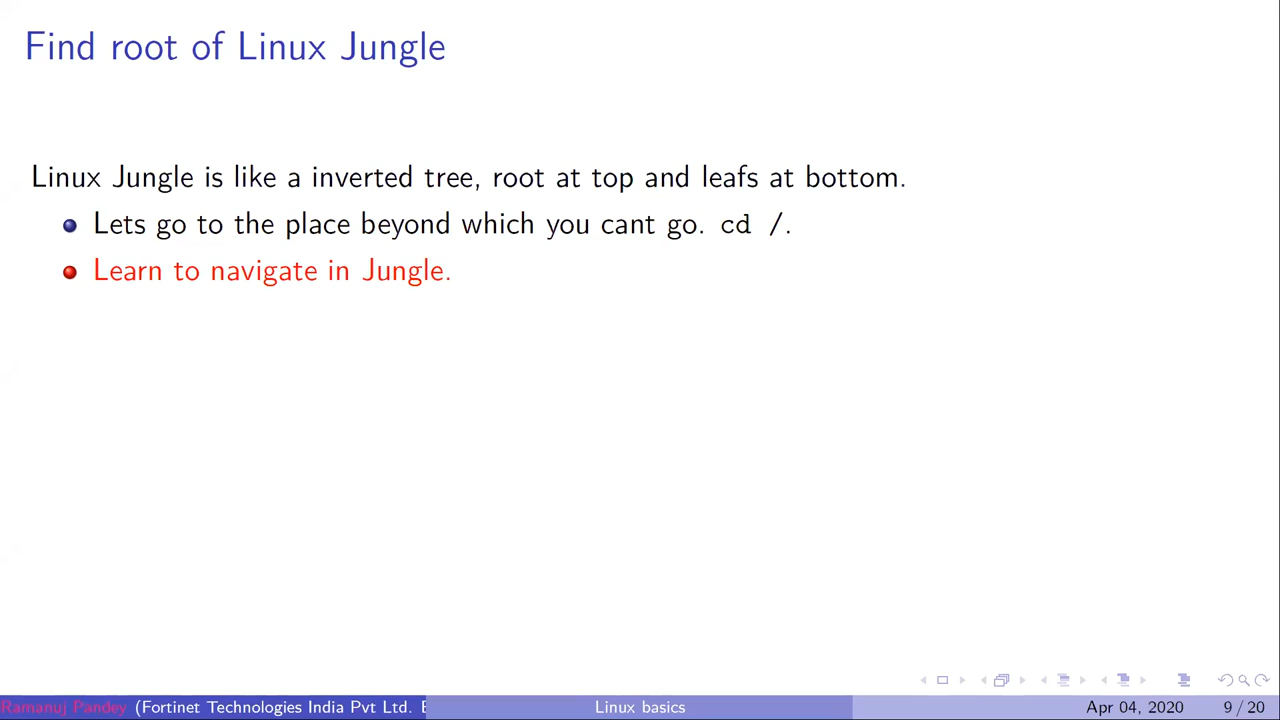 Find root of Linux Jungle
Linux Jungle is like a inverted tree, root at top and leafs at bottom.
Lets go to the place beyond which you cant go. cd /.
Learn to navigate in Jungle.
Ramanuj Pandey (Fortinet Technologies India Pvt Ltd. E Linux basics Apr 04, 2020 9 / 20